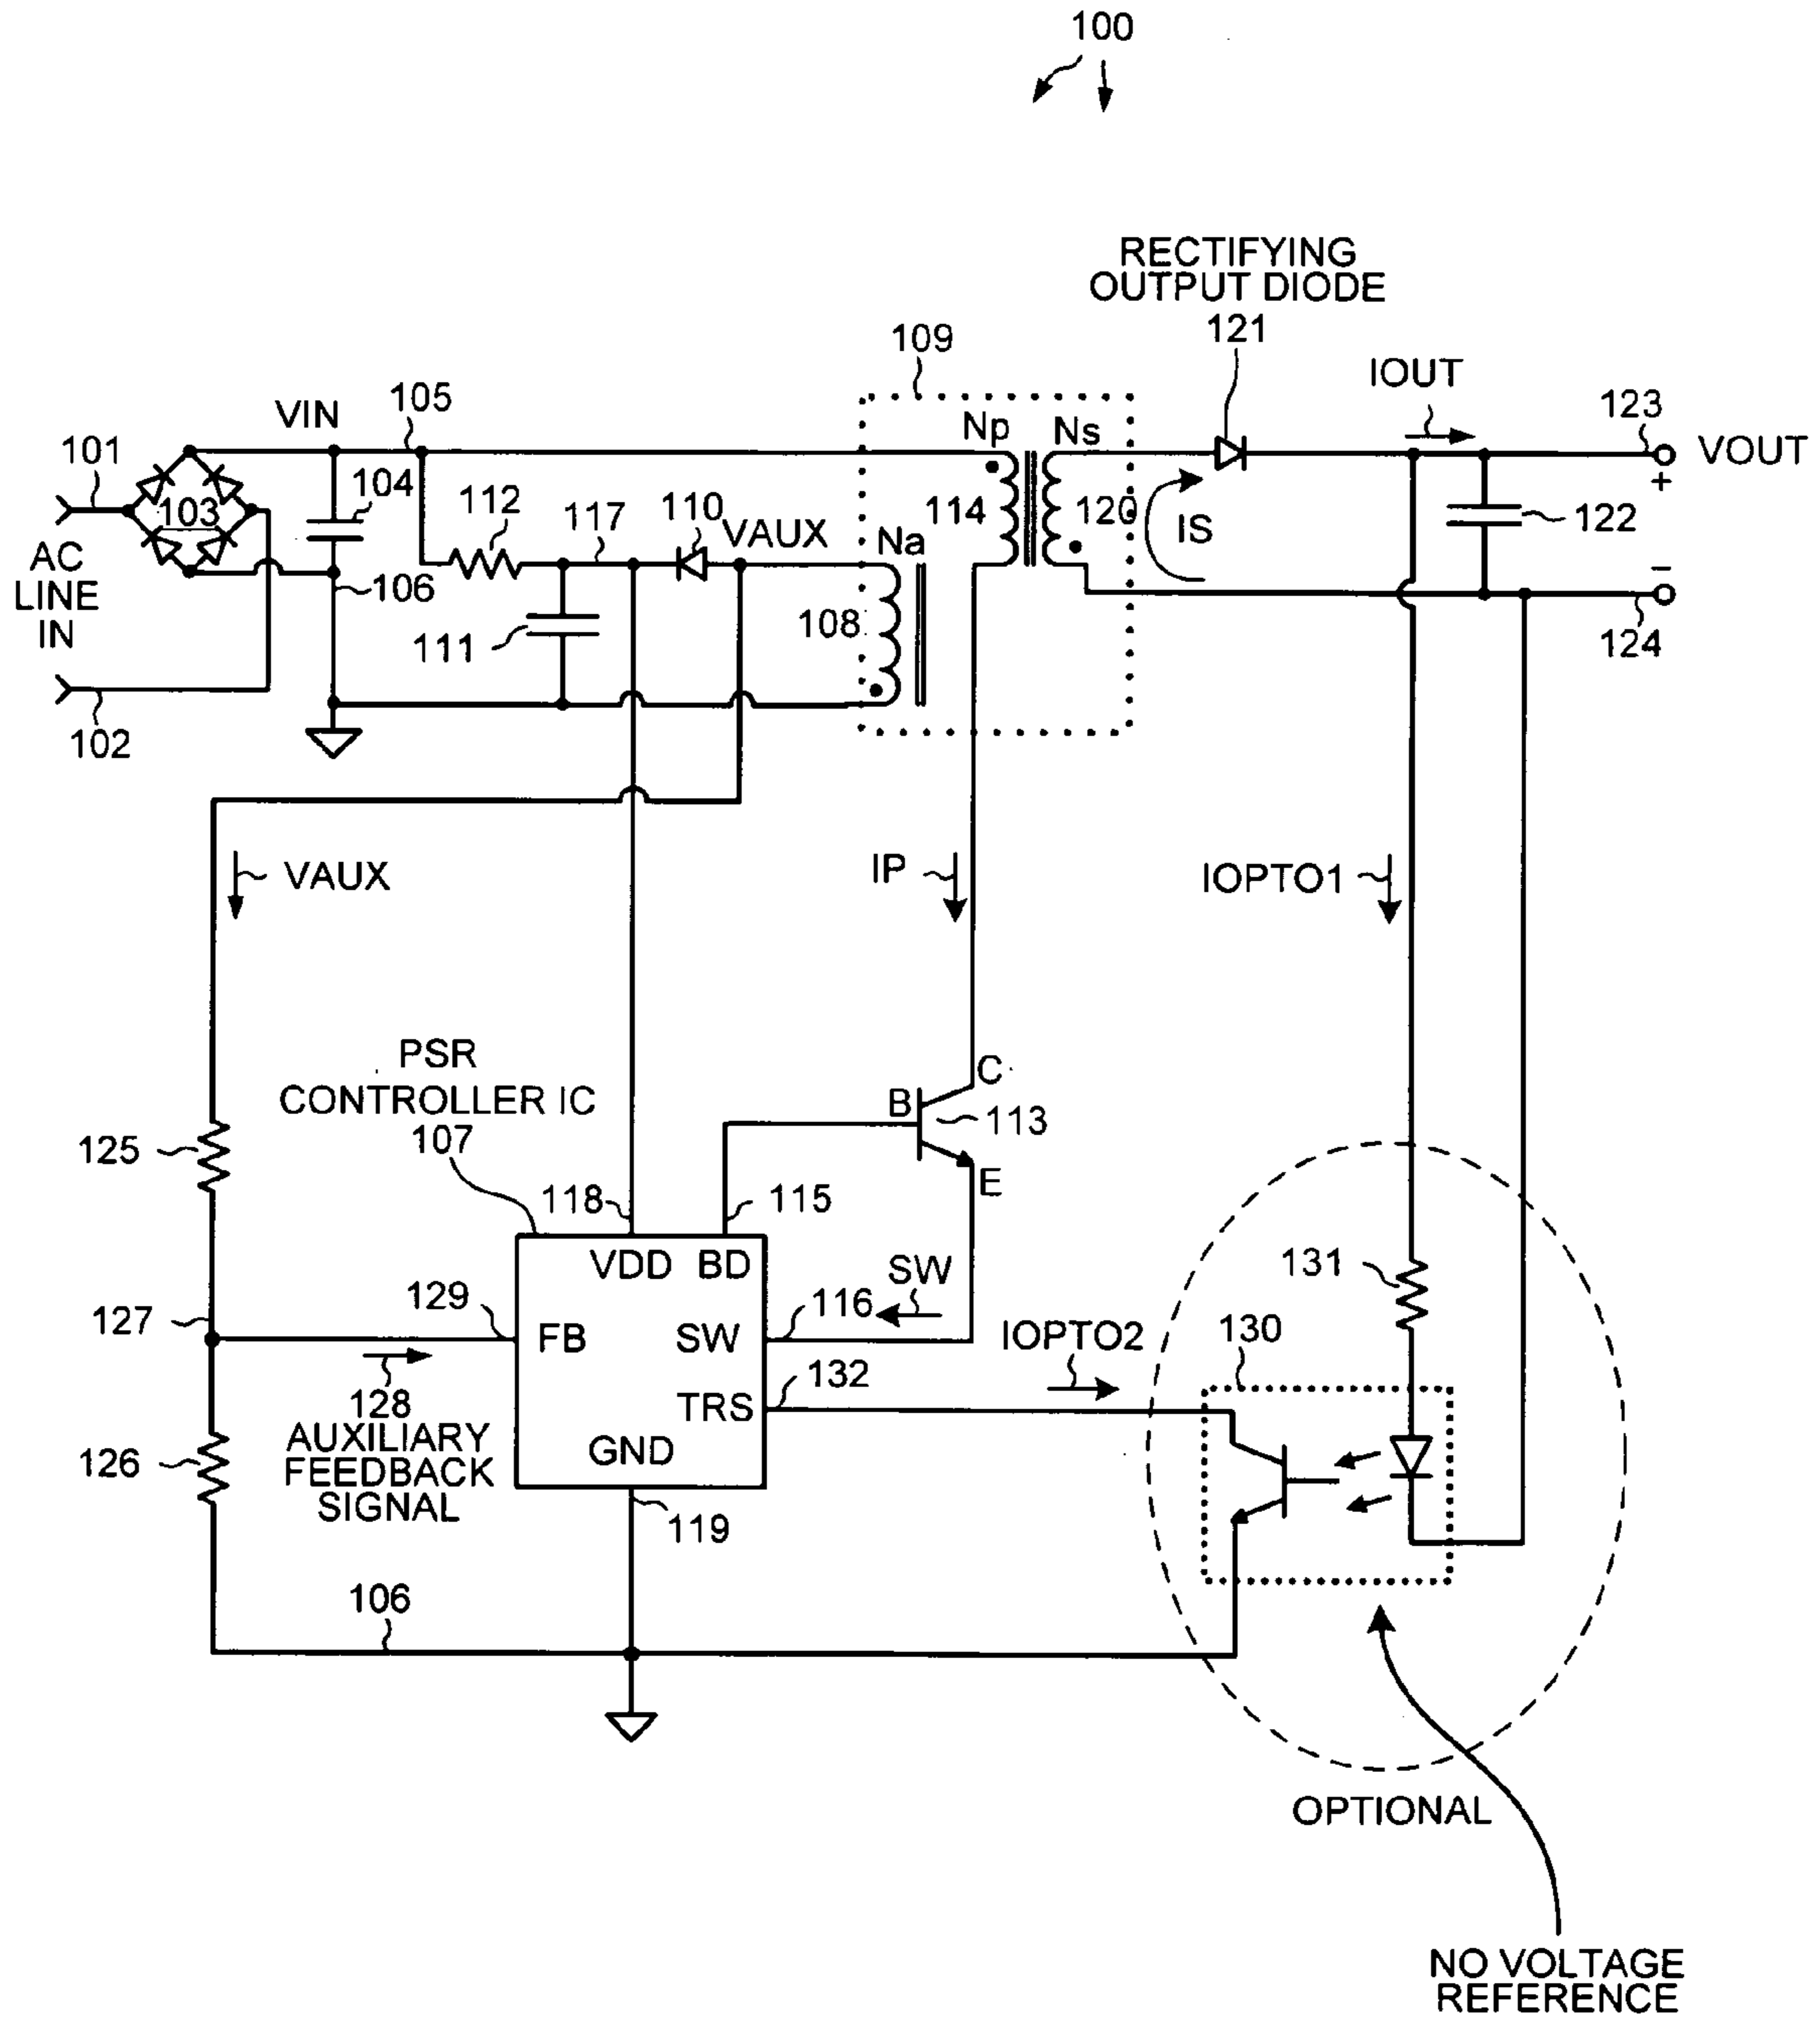 100
RECTIFYING
OUTPUT DIODE
121
109
IOUT
105
VIN
123
VOUT
101
Np
Ns
+
104
103
112
117
110
VAUX
114
120
IS
122
Na
AC
LINE
IN
106
111
108
−
124
102
VAUX
IP
IOPTO1
PSR
CONTROLLER IC
107
C
B
113
125
E
118
115
VDD
BD
SW
131
127
129
116
FB
SW
IOPTO2
130
132
128
TRS
AUXILIARY
FEEDBACK
SIGNAL
GND
126
119
106
OPTIONAL
NO VOLTAGE
REFERENCE